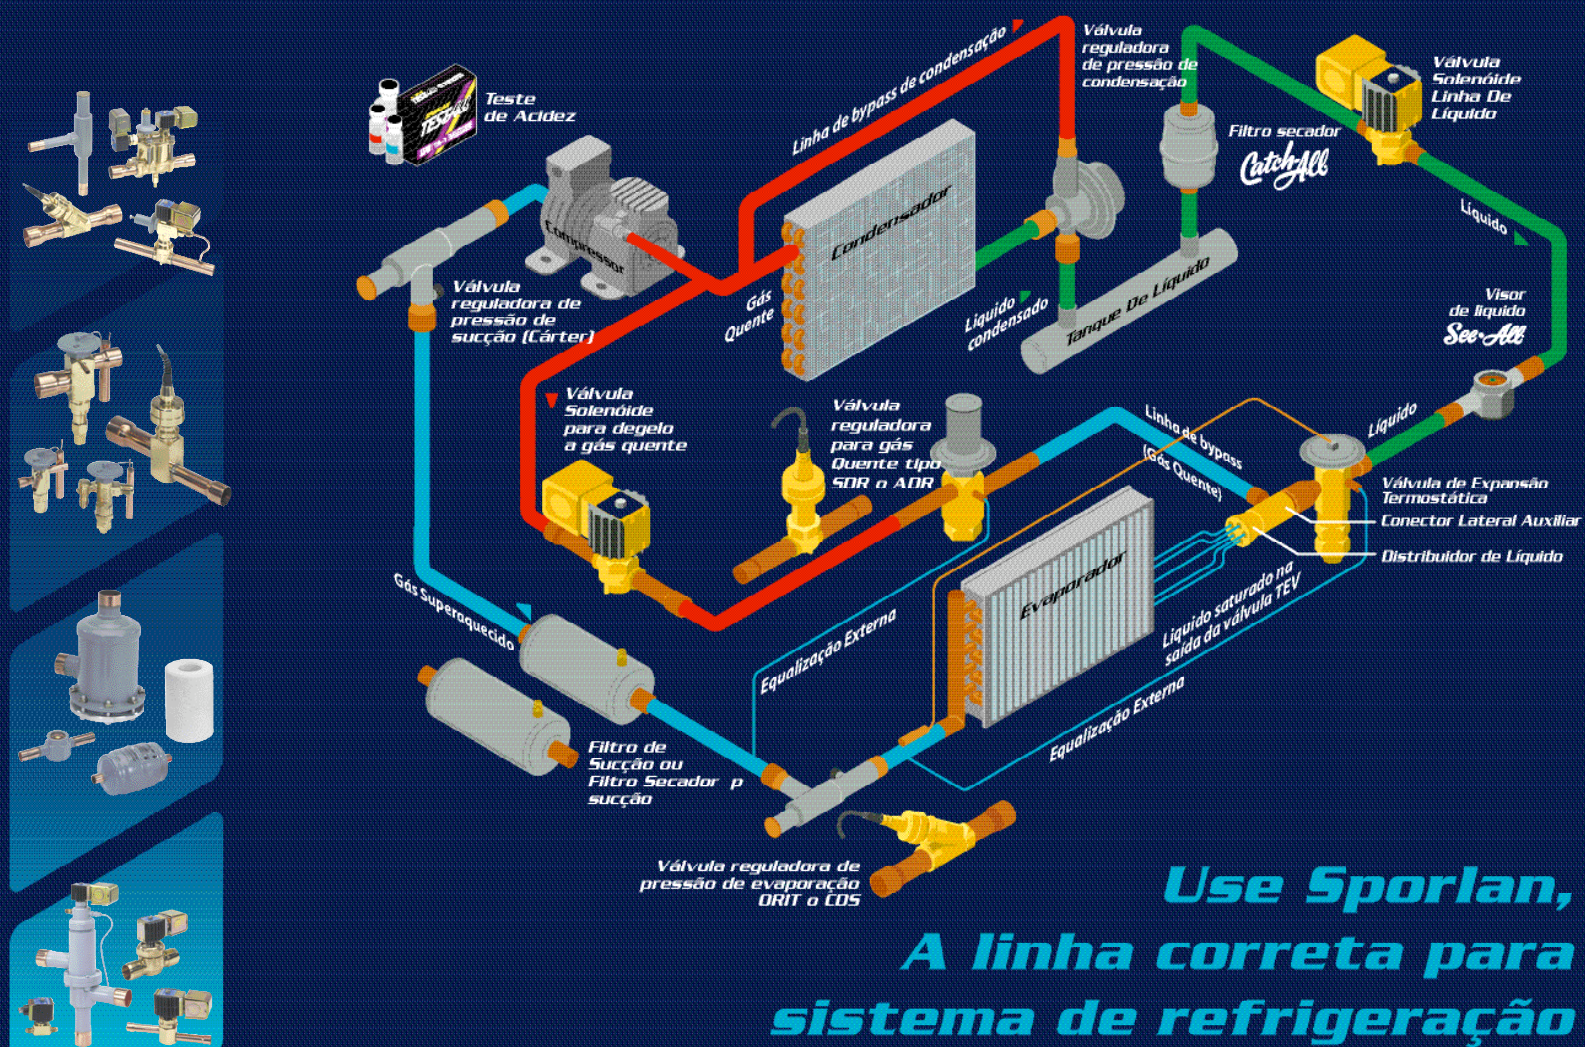 Teste
de Acidez
Linha de bypass de condensação
Válvula
reguladora
de pressão de
condensação
Válvula
Solenóide
Linha De
Líquido
Filtro secador
Catch-All
Compressor
Condensador
Líquido
Válvula
reguladora de
pressão de
sucção (Cárter)
Gás
Quente
Líquido
condensado
Tanque De Líquido
Visor
de líquido
See•All
Válvula
Solenóide
para degelo
a gás quente
Válvula
reguladora
para gás
Quente tipo
SDR o ADR
Linha de bypass
(Gás Quente)
Líquido
Válvula de Expansão
Termostática
Conector Lateral Auxiliar
Distribuidor de Líquido
Gás Superaquecido
Evaporador
Equalização Externa
Líquido saturado na
saída da válvula TEV
Equalização Externa
Filtro de
Sucção ou
Filtro Secador p
sucção
Válvula reguladora de
pressão de evaporação
ORIT o CDS
Use Sporlan,
A linha correta para
sistema de refrigeração